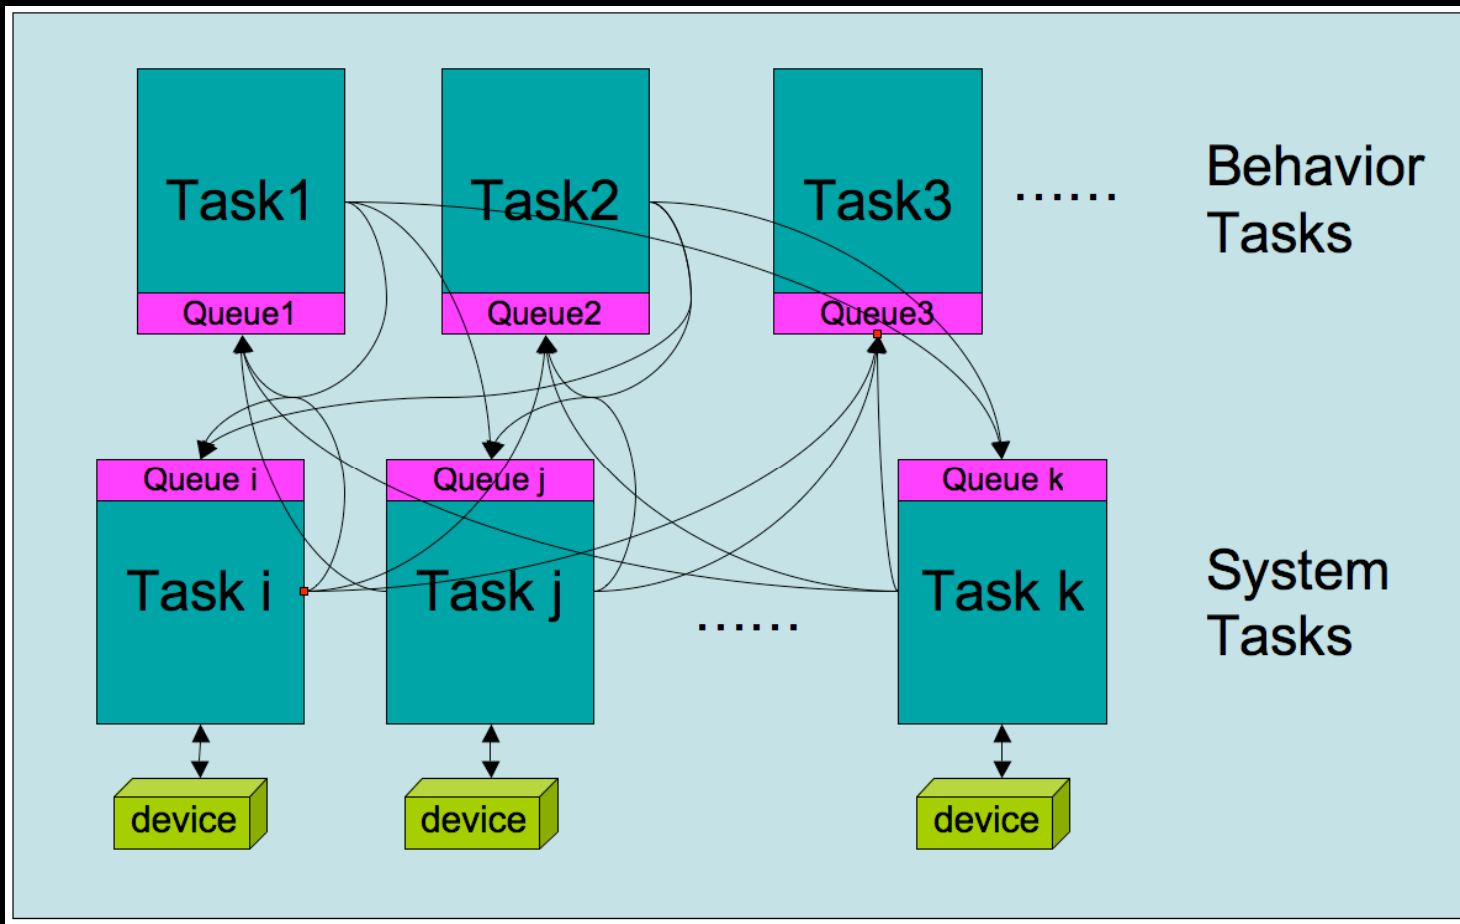 Task1
Task2
Task3
......
Behavior
Tasks
Queue1
Queue2
Queue3
Queue i
Queue j
Queue k
Task i
Task j
......
Task k
System
Tasks
device
device
device